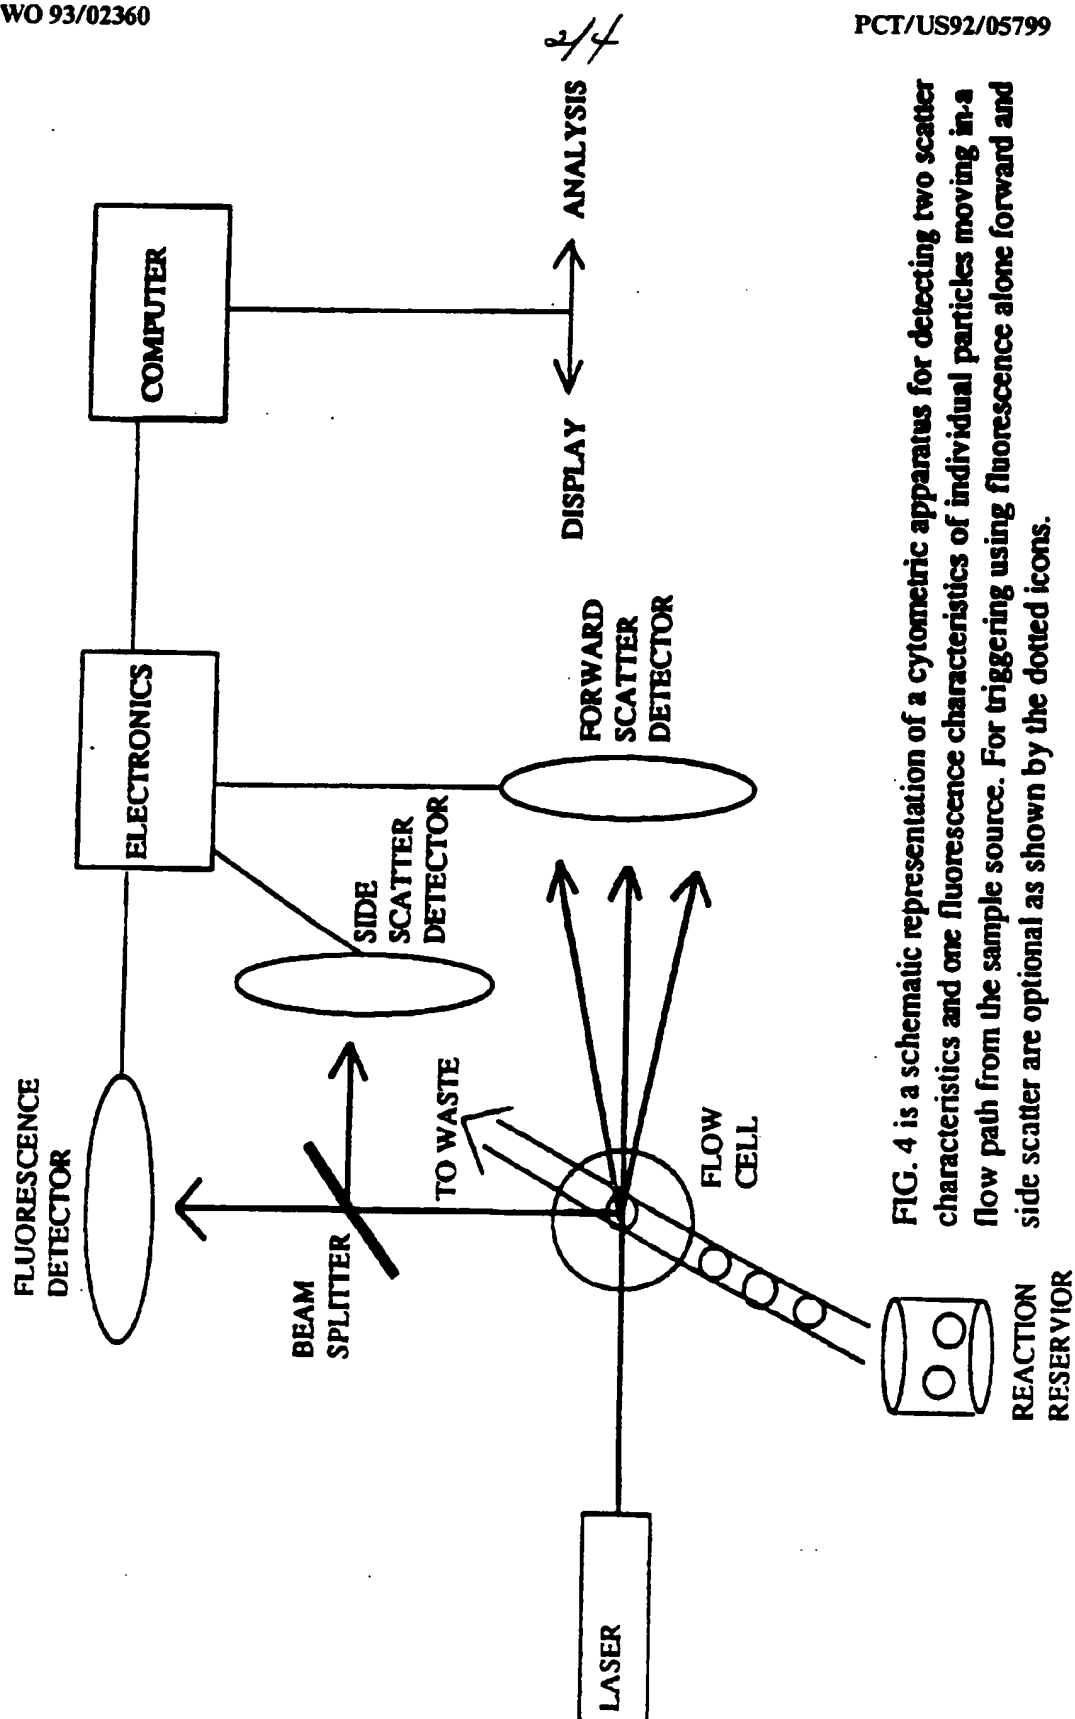 WO 93/02360
PCT/US92/05799
2/4
FLUORESCENCE
DETECTOR
ELECTRONICS
COMPUTER
BEAM
SPLITTER
SIDE
SCATTER
DETECTOR
TO WASTE
DISPLAY
ANALYSIS
FORWARD
SCATTER
DETECTOR
LASER
FLOW
CELL
REACTION
RESERVIOR
FIG. 4 is a schematic representation of a cytometric apparatus for detecting two scatter
characteristics and one fluorescence characteristics of individual particles moving in a
flow path from the sample source. For triggering using fluorescence alone forward and
side scatter are optional as shown by the dotted icons.